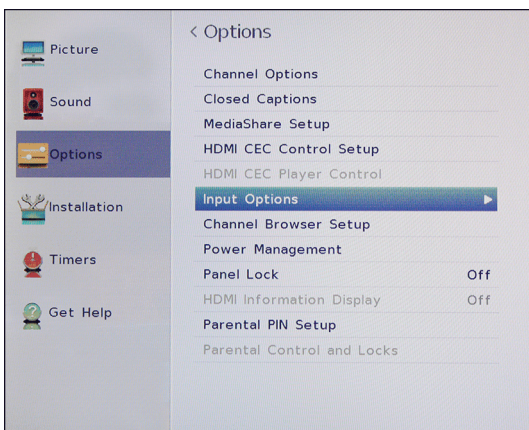 Picture
Sound
Options
Installation
Timers
Get Help
< Options
Channel Options
Closed Captions
MediaShare Setup
HDMI CEC Control Setup
HDMI CEC Player Control
Input Options
Channel Browser Setup
Power Management
Panel Lock Off
HDMI Information Display Off
Parental PIN Setup
Parental Control and Locks